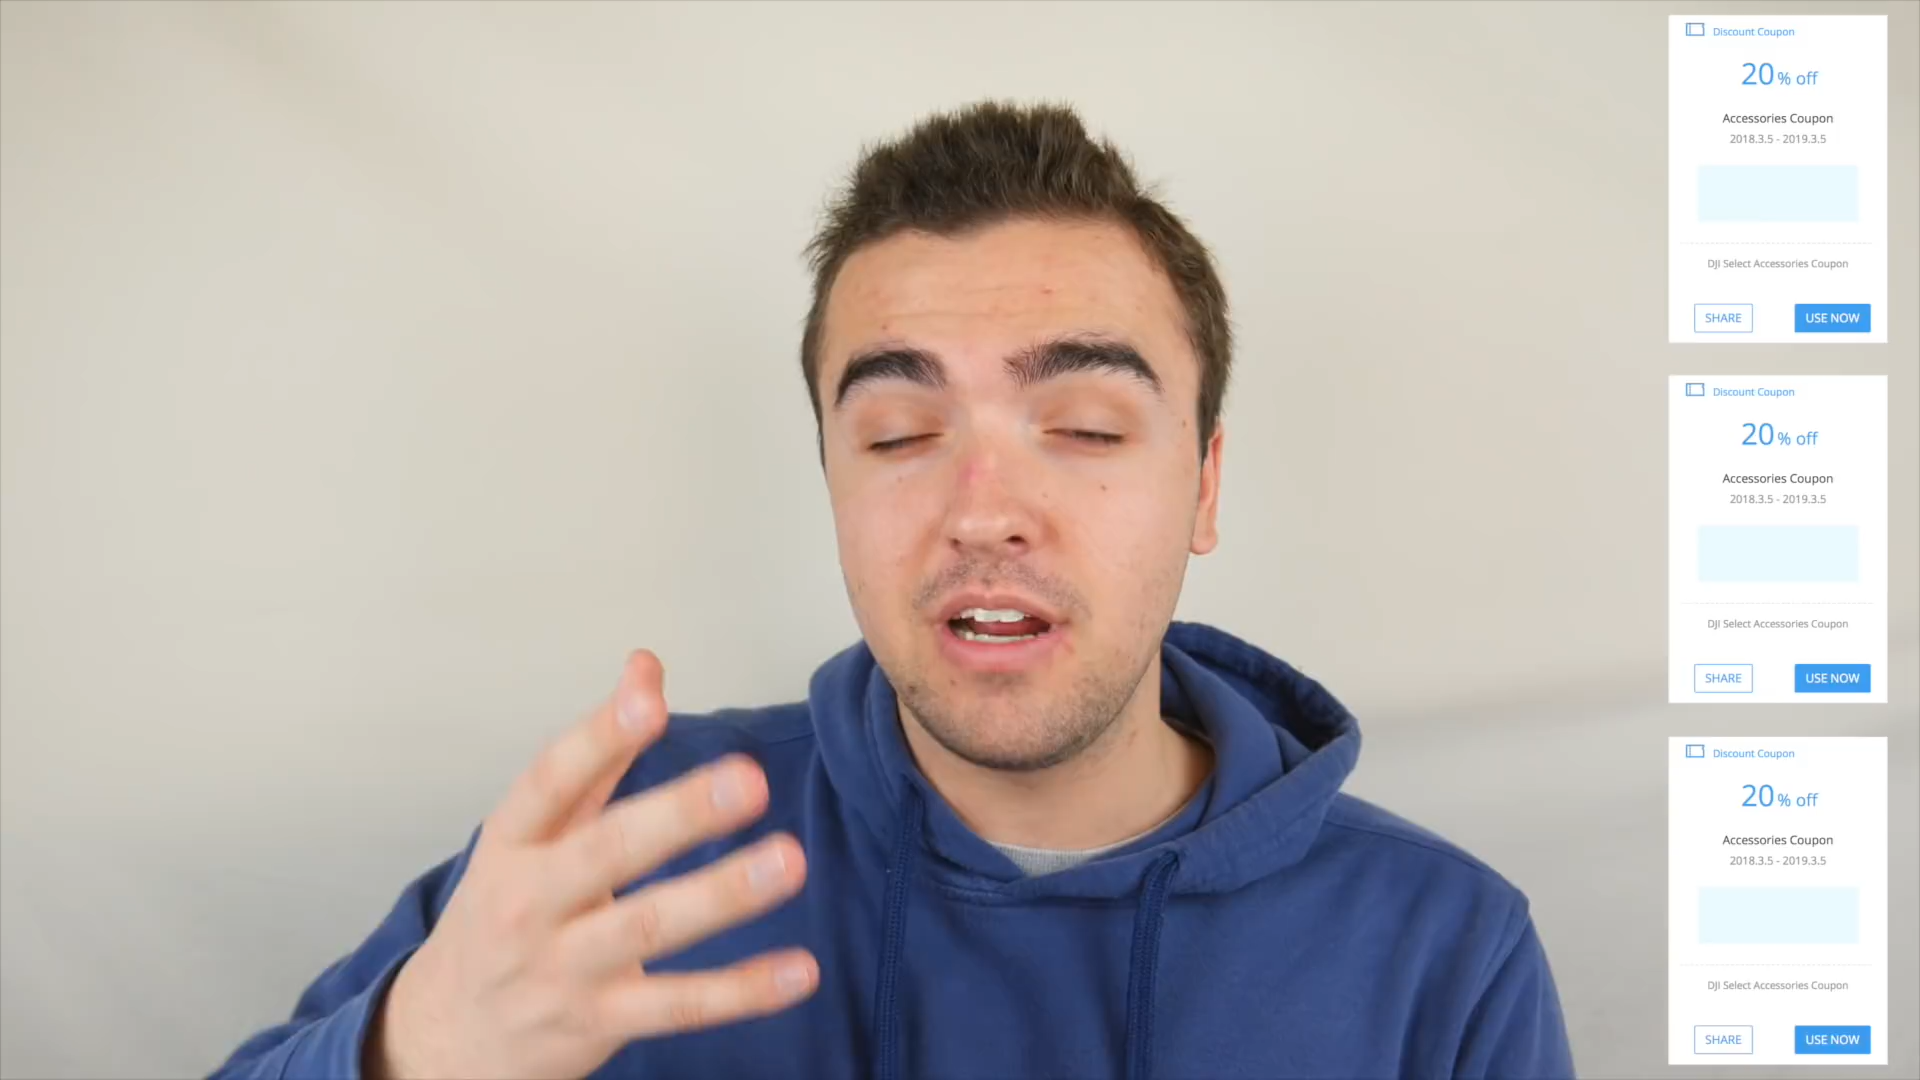 Discount Coupon
20% off
Accessories Coupon
2018.3.5 - 2019.3.5
DJI Select Accessories Coupon
SHARE
USE NOW
Discount Coupon
20% off
Accessories Coupon
2018.3.5 - 2019.3.5
DJI Select Accessories Coupon
SHARE
USE NOW
Discount Coupon
20% off
Accessories Coupon
2018.3.5 - 2019.3.5
DJI Select Accessories Coupon
SHARE
USE NOW